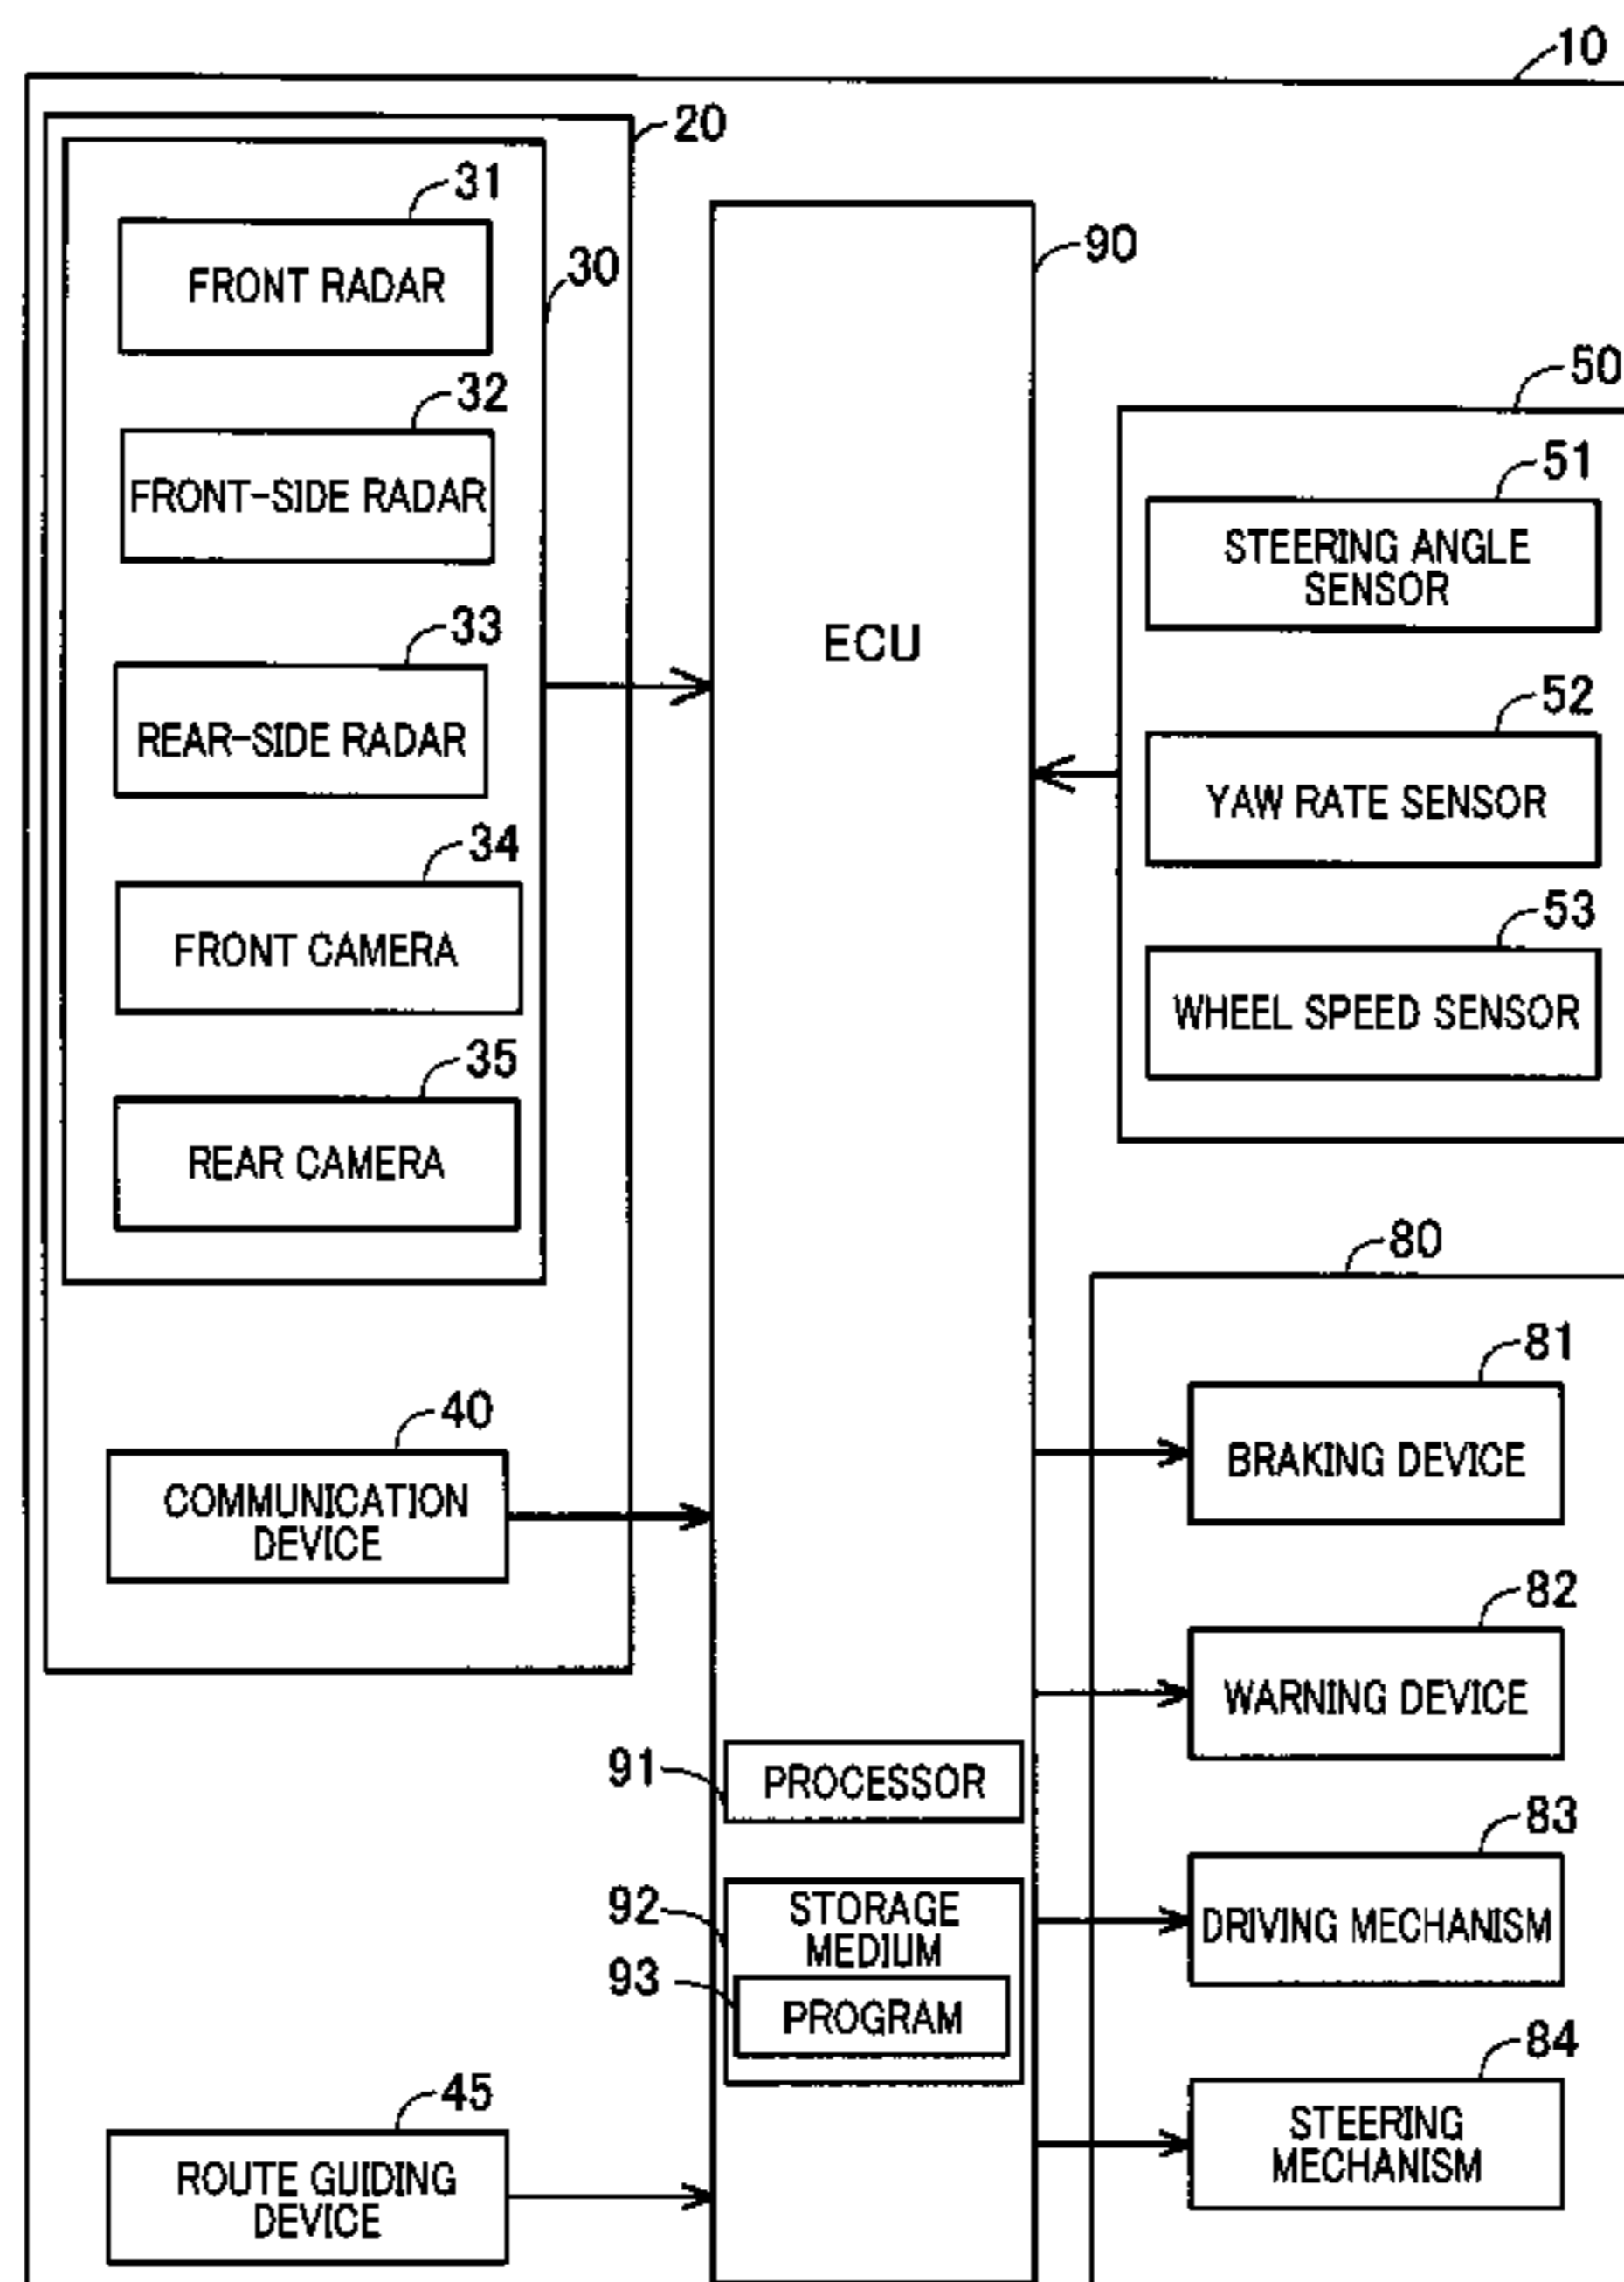 10
20
31
FRONT RADAR
30
32
FRONT-SIDE RADAR
33
REAR-SIDE RADAR
34
FRONT CAMERA
35
REAR CAMERA
40
COMMUNICATION
DEVICE
45
ROUTE GUIDING
DEVICE
90
ECU
91
PROCESSOR
92
STORAGE
MEDIUM
93
PROGRAM
50
51
STEERING ANGLE
SENSOR
52
YAW RATE SENSOR
53
WHEEL SPEED SENSOR
80
81
BRAKING DEVICE
82
WARNING DEVICE
83
DRIVING MECHANISM
84
STEERING
MECHANISM